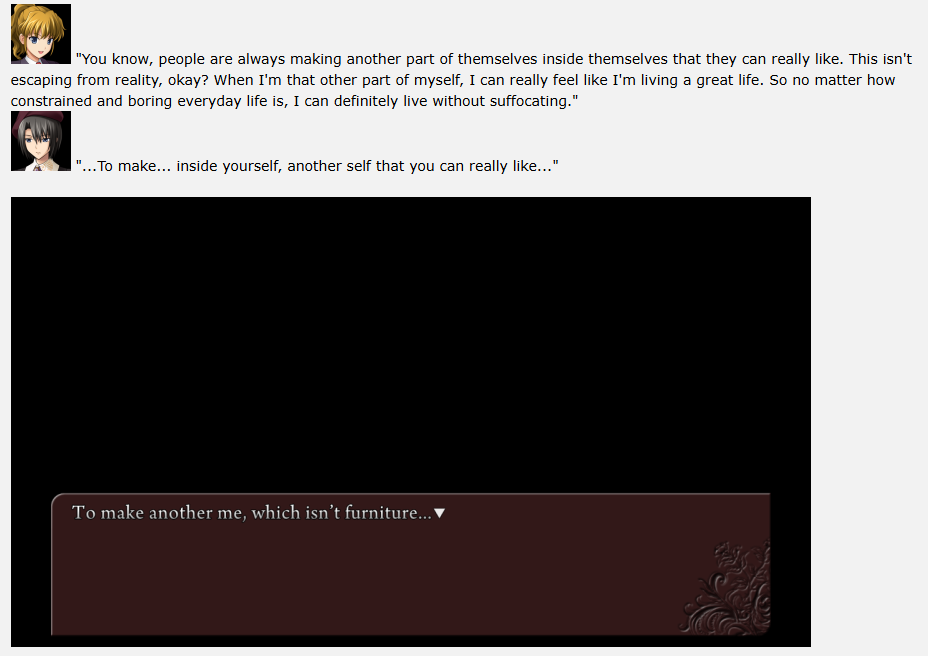 "You know, people are always making another part of themselves inside themselves that they can really like. This isn't
escaping from reality, okay? When I'm that other part of myself, I can really feel like I'm living a great life. So no matter how
constrained and boring everyday life is, I can definitely live without suffocating."
"...To make... inside yourself, another self that you can really like..."
To make another me, which isn't furniture...▼